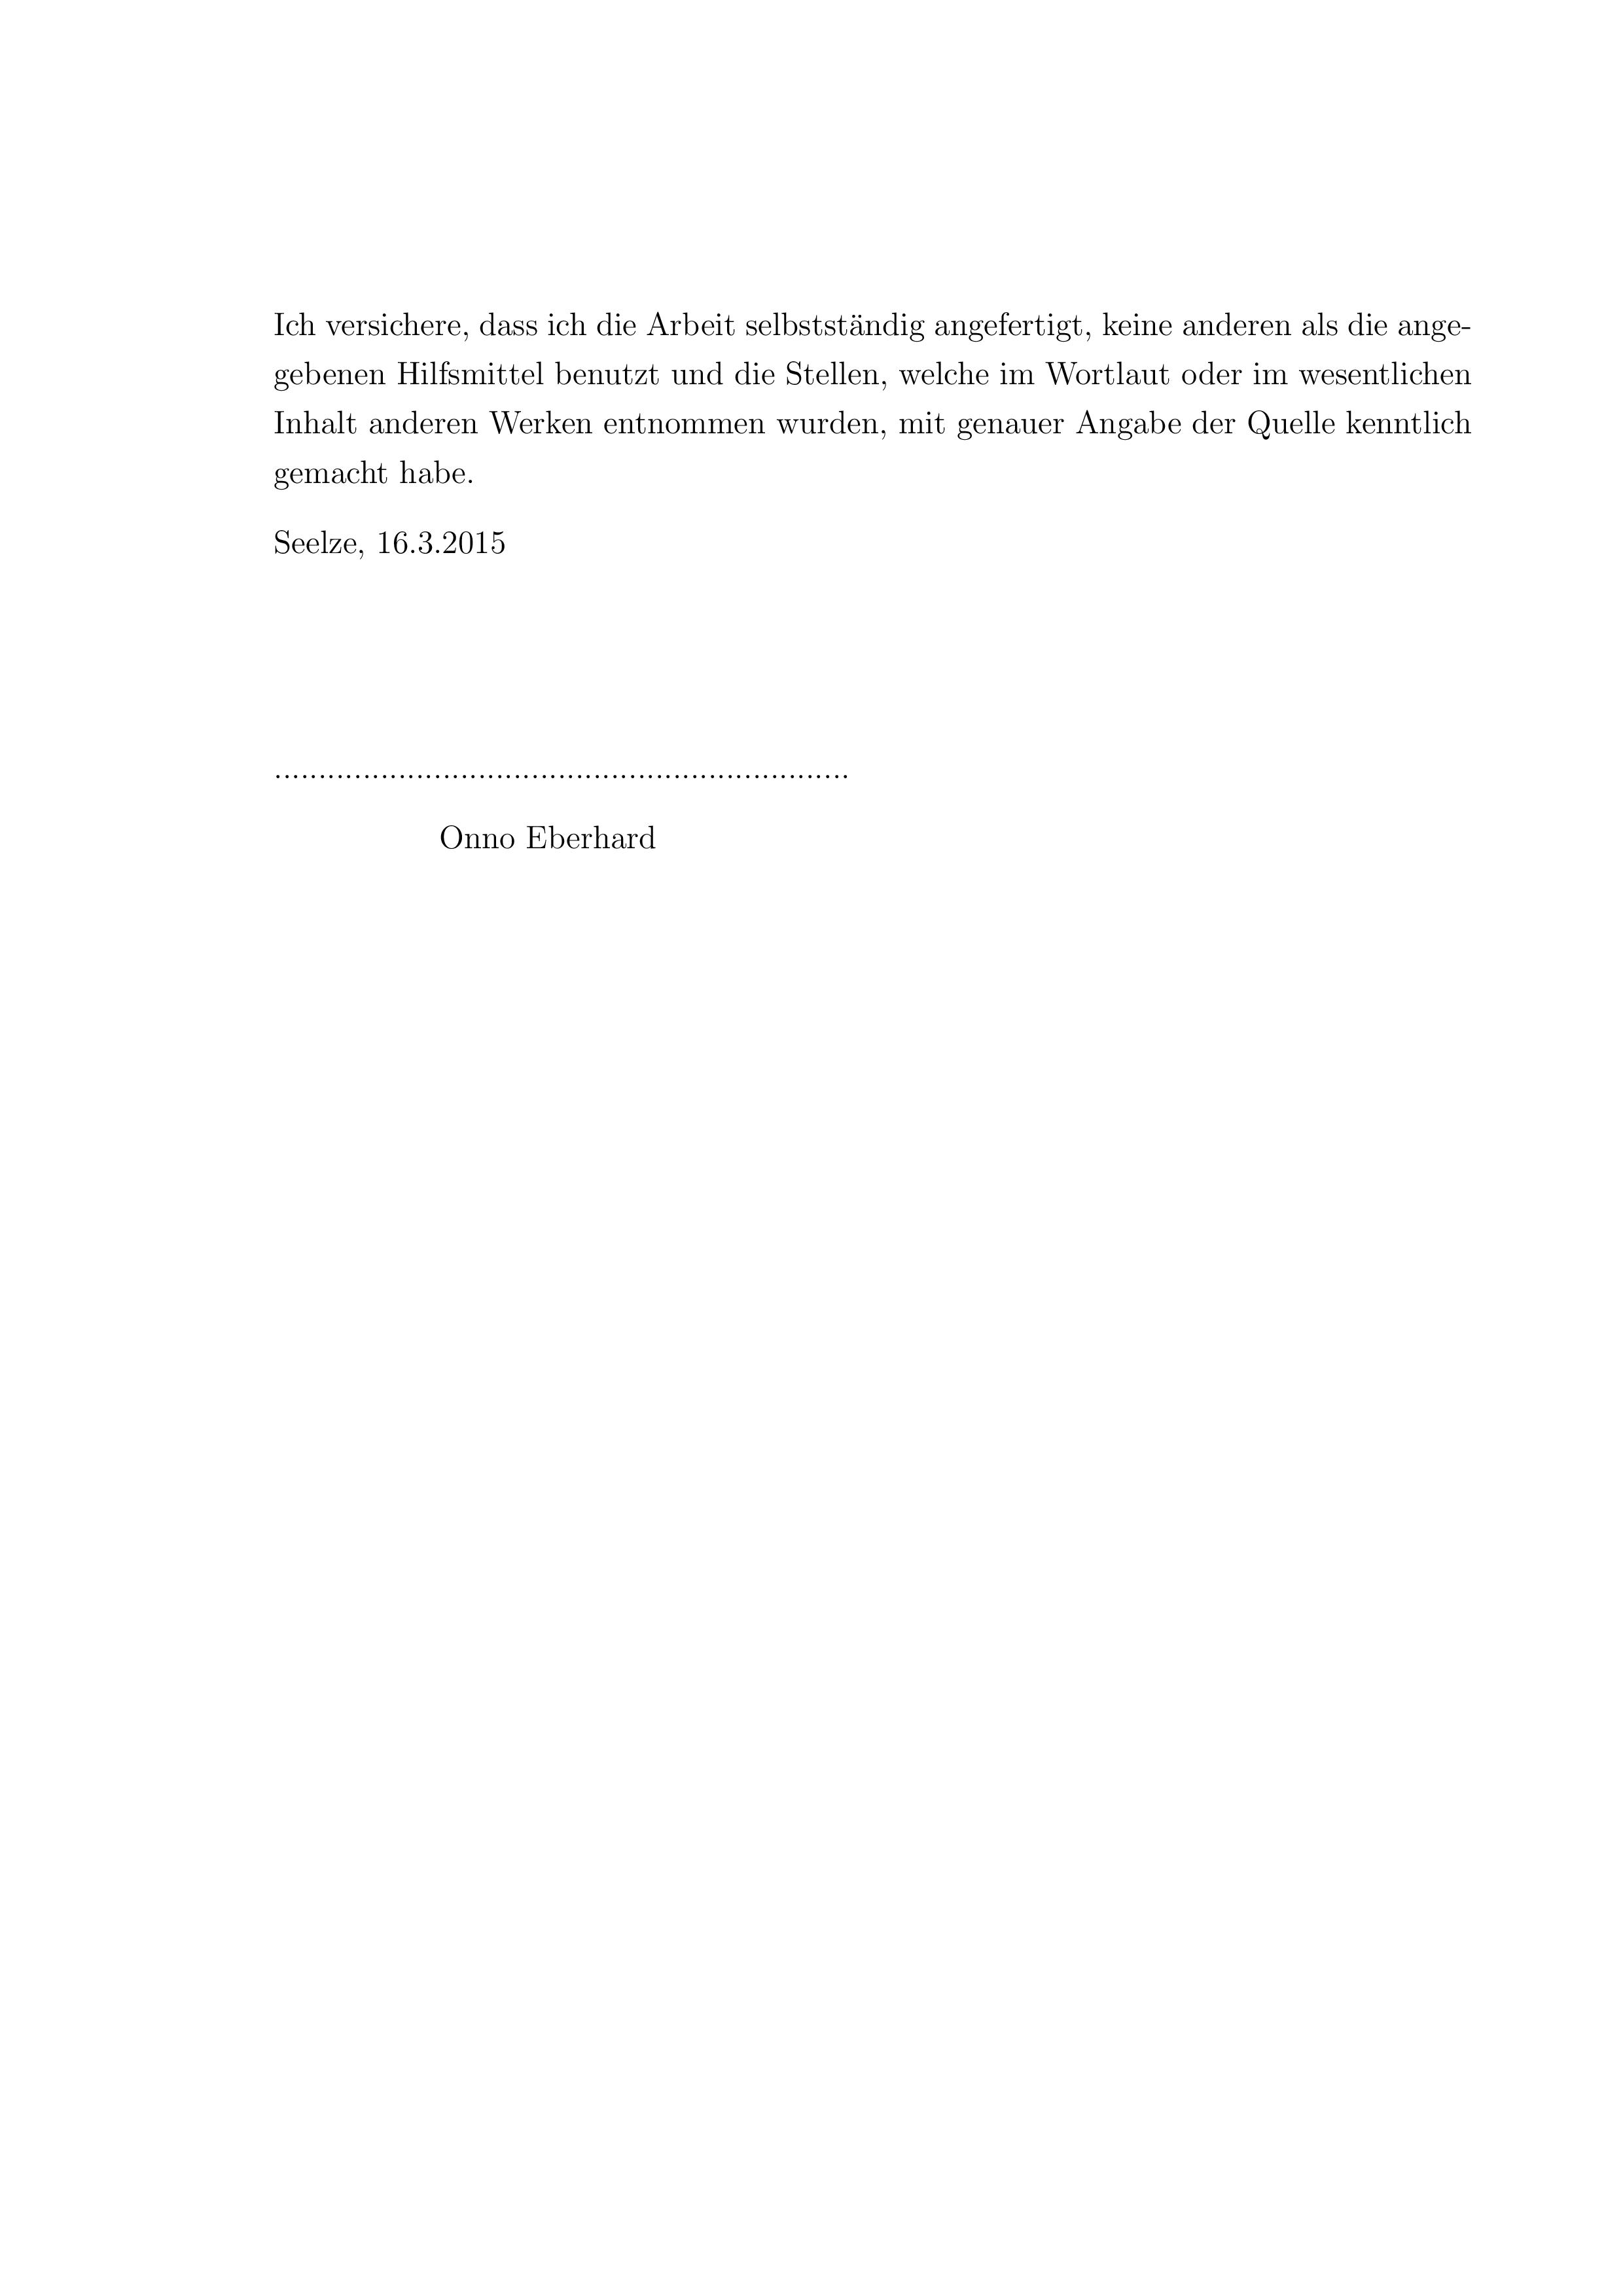 Ich versichere, dass ich die Arbeit selbstständig angefertigt, keine anderen als die ange-
gebenen Hilfsmittel benutzt und die Stellen, welche im Wortlaut oder im wesentlichen
Inhalt anderen Werken entnommen wurden, mit genauer Angabe der Quelle kenntlich
gemacht habe.
Seelze, 16.3.2015
.................................................................
Onno Eberhard